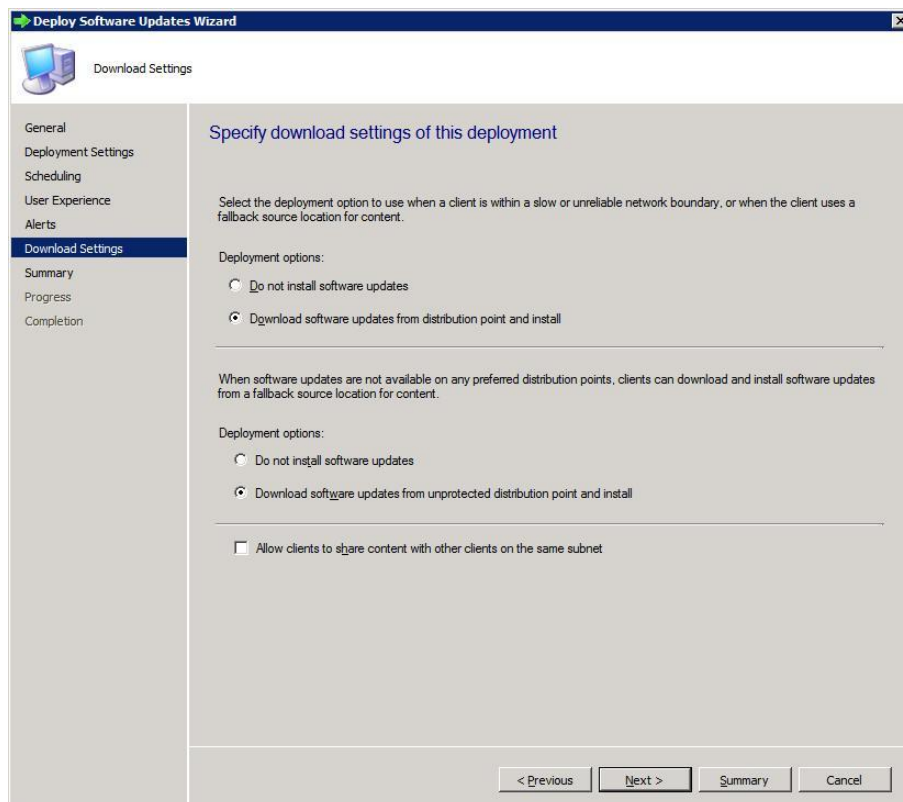 Deploy Software Updates Wizard
Download Settings
General
Deployment Settings
Scheduling
User Experience
Alerts
Download Settings
Summary
Progress
Completion
Specify download settings of this deployment
Select the deployment option to use when a client is within a slow or unreliable network boundary, or when the client uses a
fallback source location for content.
Deployment options:
Do not install software updates
Download software updates from distribution point and install
When software updates are not available on any preferred distribution points, clients can download and install software updates
from a fallback source location for content.
Deployment options:
Do not install software updates
Download software updates from unprotected distribution point and install
Allow clients to share content with other clients on the same subnet
< Previous
Next >
Summary
Cancel